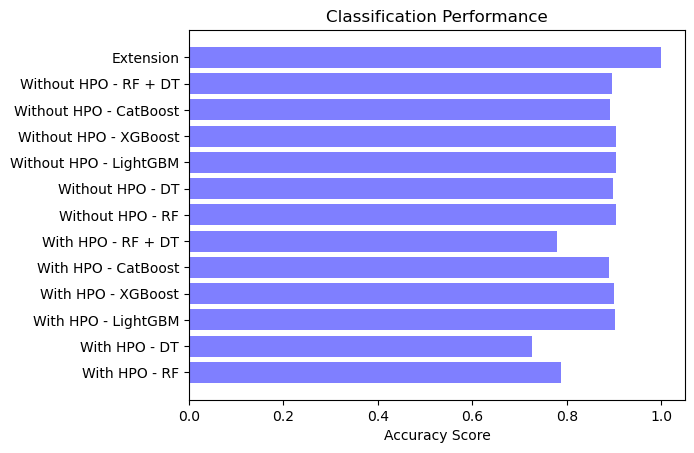 Classification Performance
Extension
Without HPO - RF + DT
Without HPO - CatBoost
Without HPO - XGBoost
Without HPO - LightGBM
Without HPO - DT
Without HPO - RF
With HPO - RF + DT
With HPO - CatBoost
With HPO - XGBoost
With HPO - LightGBM
With HPO - DT
With HPO - RF
0.0 0.2 0.4 0.6 0.8 1.0
Accuracy Score